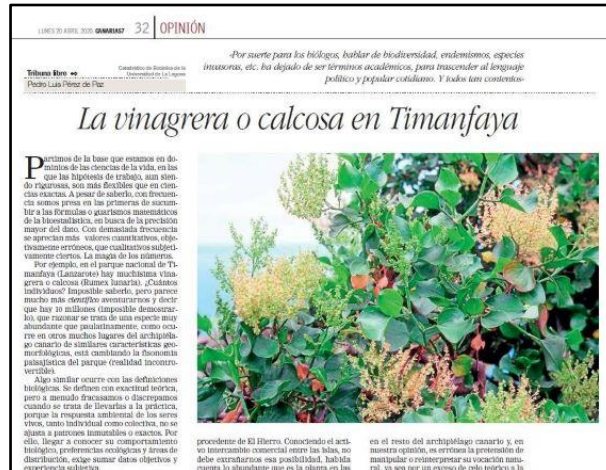 LUNES 20 ABRIL 2020. CANARIAS7 32 OPINIÓN
«Por suerte para los biólogos, hablar de biodiversidad, endemismos, especies
invasoras, etc. ha dejado de ser términos académicos, para trascender al lenguaje
político y popular cotidiano. Y todos tan contentos»
Tribuna libre
Catedrático de Botánica de la
Universidad de La Laguna
Pedro Luis Pérez de Paz
La vinagrera o calcosa en Timanfaya
Partimos de la base que estamos en do-
minios de las ciencias de la vida, en las
que las hipótesis de trabajo, aun sien-
do rigurosas, son más flexibles que en cien-
cias exactas. A pesar de saberlo, con frecuen-
cia somos presa en las primeras de sucum-
bir a las fórmulas o guarismos matemáticos
de la bioestadística, en busca de la precisión
mayor del dato. Con demasiada frecuencia
se aprecian más valores cuantitativos, obje-
tivamente erróneos, que cualitativos subjeti-
vamente ciertos. La magia de los números.
Por ejemplo, en el parque nacional de Ti-
manfaya (Lanzarote) hay muchísima vina-
grera o calcosa (Rumex lunaria). ¿Cuántos
individuos? Imposible saberlo, pero parece
mucho más científico aventurarnos y decir
que hay 10 millones (imposible demostrar-
lo), que razonar se trata de una especie muy
abundante que paulatinamente, como ocu-
rre en otros muchos lugares del archipiéla-
go canario de similares características geo-
morfológicas, está cambiando la fisonomía
paisajística del parque (realidad incontro-
vertible).
Algo similar ocurre con las definiciones
biológicas. Se definen con exactitud teórica,
pero a menudo fracasamos o discrepamos
cuando se trata de llevarlas a la práctica,
porque la respuesta ambiental de los seres
vivos, tanto individual como colectiva, no se
ajusta a patrones inmutables o exactos. Por
ello, llegar a conocer su comportamiento
biológico, preferencias ecológicas y áreas de
distribución, exige sumar datos objetivos y
experiencia subjetiva.
procedente de El Hierro. Conociendo el acti-
vo intercambio comercial entre las islas, no
debe extrañarnos esa posibilidad, habida
cuenta lo abundante que es la planta en las
en el resto del archipiélago canario y, en
nuestra opinión, es errónea la pretensión de
manipular o reinterpretar su vocación natu-
ral, ya sea por un exceso de celo teórico a la